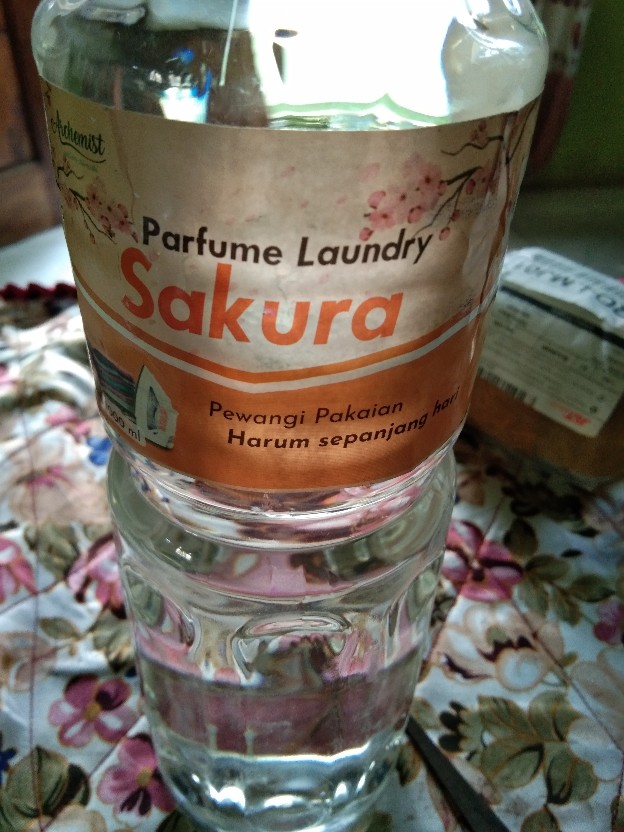 Alchemist
Parfume Laundry
Sakura
Pewangi Pakaian
Harum sepanjang hari